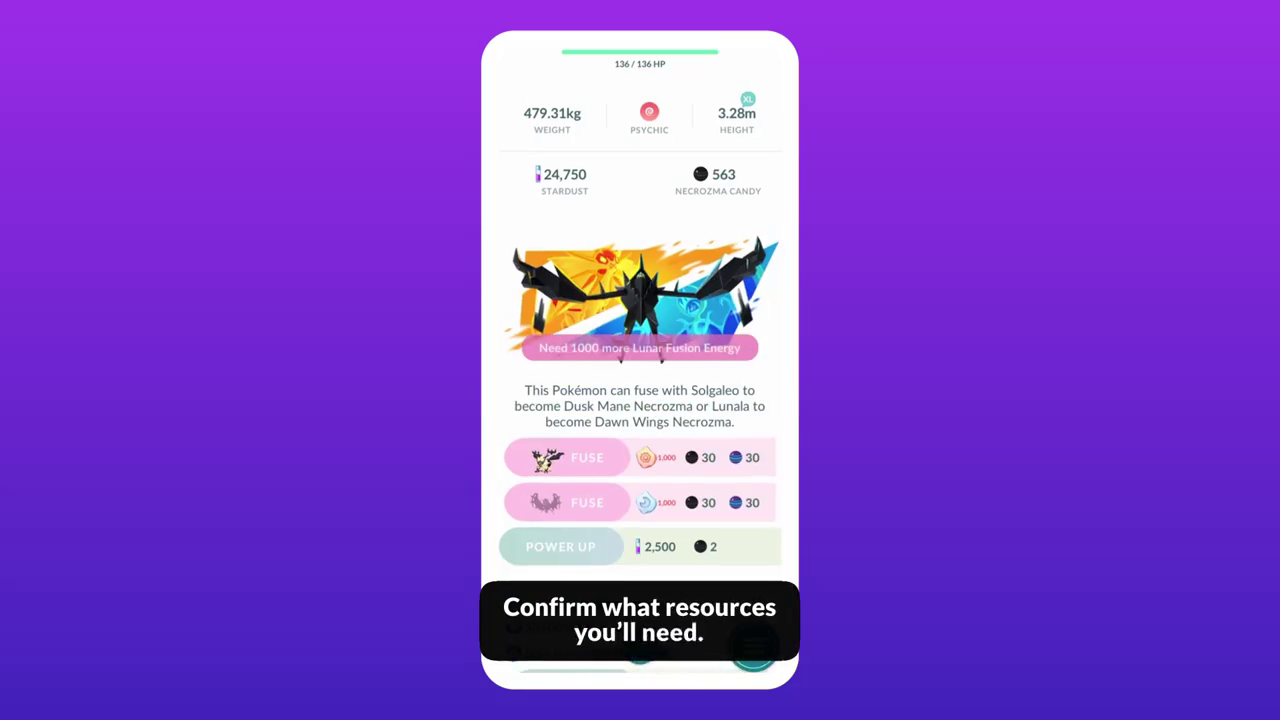 136 / 136 HP
XL
479.31kg
WEIGHT
PSYCHIC
3.28m
HEIGHT
24,750
STARDUST
563
NECROZMA CANDY
Need 1000 more Lunar Fusion Energy
This Pokémon can fuse with Solgaleo to
become Dusk Mane Necrozma or Lunala to
become Dawn Wings Necrozma.
FUSE 1,000 30 30
FUSE 1,000 30 30
POWER UP 2,500 2
Confirm what resources
you'll need.